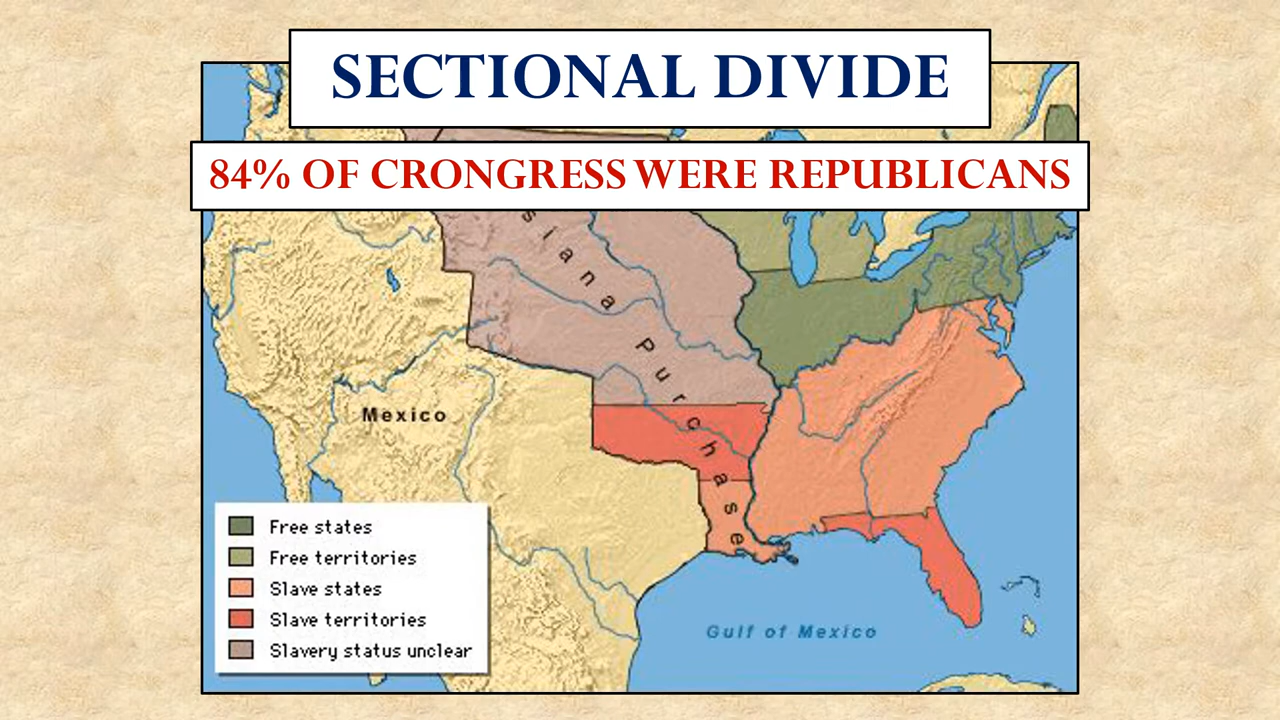 SECTIONAL DIVIDE
84% OF CRONGRESS WERE REPUBLICANS
siana Purchase
Mexico
Free states
Free territories
Slave states
Slave territories
Slavery status unclear
Gulf of Mexico